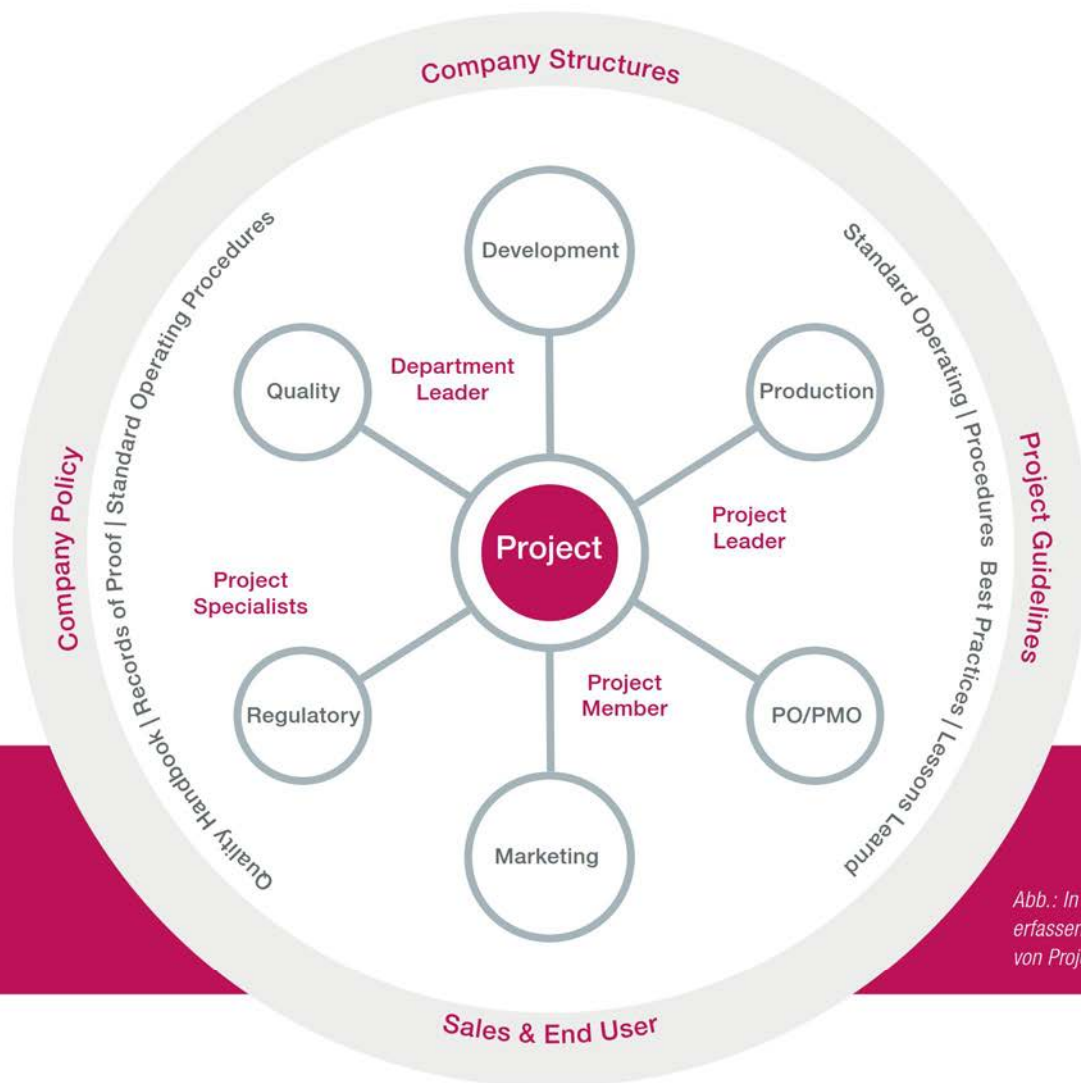 Company Structures
Development
Quality
Department
Leader
Production
Company Policy
Quality Handbook | Records of Proof | Standard Operating Procedures
Standard Operating | Procedures Best Practices | Lessons Learnd
Project Guidelines
Project
Project
Leader
Project
Specialists
Regulatory
Project
Member
PO/PMO
Marketing
Abb.: In
erfassen
von Proje
Sales & End User